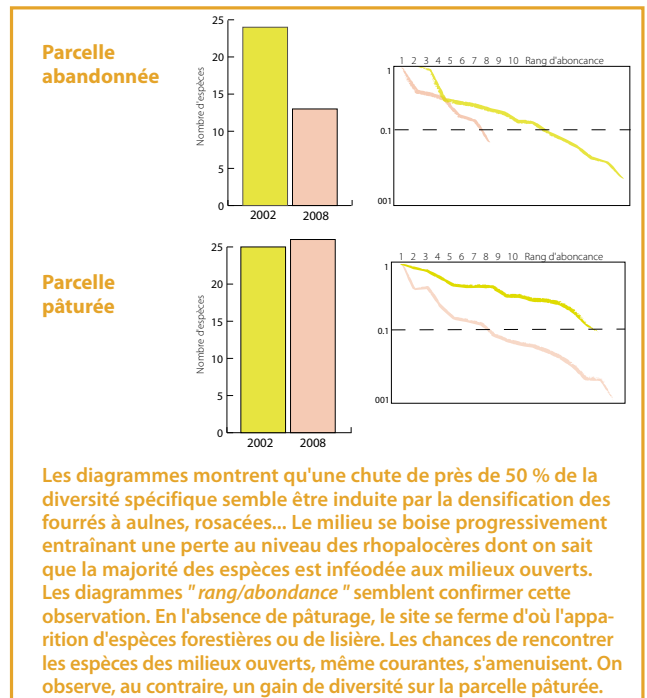 Parcelle
abandonnée
Nombre d'espèces
25
20
15
10
5
0
2002 2008
1 2 3 4 5 6 7 8 9 10 Rang d'aboncance
1
0.1
001
Parcelle
pâturée
Nombre d'espèces
25
20
15
10
5
0
2002 2008
1 2 3 4 5 6 7 8 9 10 Rang d'aboncance
1
0.1
001
Les diagrammes montrent qu'une chute de près de 50 % de la
diversité spécifique semble être induite par la densification des
fourrés à aulnes, rosacées... Le milieu se boise progressivement
entraînant une perte au niveau des rhopalocères dont on sait
que la majorité des espèces est inféodée aux milieux ouverts.
Les diagrammes "rang/abondance" semblent confirmer cette
observation. En l'absence de pâturage, le site se ferme d'où l'appa-
rition d'espèces forestières ou de lisière. Les chances de rencontrer
les espèces des milieux ouverts, même courantes, s'amenuisent. On
observe, au contraire, un gain de diversité sur la parcelle pâturée.